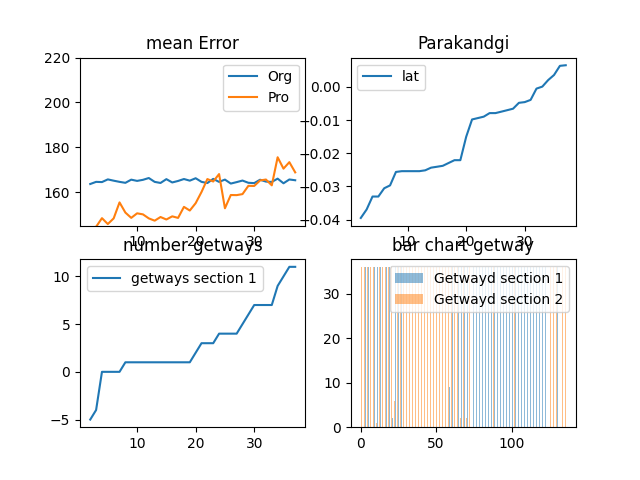 mean Error
220
200
180
160
10
20
30
Org
Pro
Parakandgi
0.00
−0.01
−0.02
−0.03
−0.04
10
20
30
lat
number getways
10
5
0
−5
10
20
30
getways section 1
bar chart getway
30
20
10
0
0
50
100
Getwayd section 1
Getwayd section 2